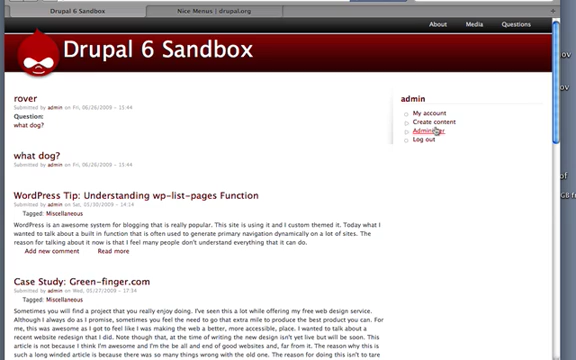 Drupal 6 Sandbox
Nice Menus | drupal.org
About Media Questions
Drupal 6 Sandbox
rover
Submitted by admin on Fri, 06/26/2009 - 15:44
Question:
what dog?
what dog?
Submitted by admin on Fri, 06/26/2009 - 15:44
WordPress Tip: Understanding wp-list-pages Function
Submitted by admin on Sat, 05/30/2009 - 14:14
Tagged: Miscellaneous
WordPress is an awesome system for blogging that is really popular. This site is using it and I custom themed it. Today what I
wanted to talk about a built in function that is often used to generate primary navigation dynamically on a lot of sites. The
reason for talking about it now is that I feel many people don't understand everything that it can do.
Add new comment Read more
Case Study: Green-finger.com
Submitted by admin on Wed, 05/27/2009 - 17:34
Tagged: Miscellaneous
Sometimes you will find a project that you really enjoy doing. I've seen this a lot while offering my free web design service.
Although I always do as I promise, sometimes you feel the need to go that extra mile to produce the best product you can. For
me, this was awesome as I got to feel like I was making the web a better, more accessible, place. I wanted to talk about a
recent website redesign that I did. Note though that, at the time of writing the new design isn't yet live but will be soon. This
article is not because I think I'm awesome and I'm the be all and end all of good websites and, far from it. The reason why this is
such a long winded article is because there was so many things wrong with the old one. The reason for doing this isn't to tare
admin
My account
Create content
Log out
ov
ov
of